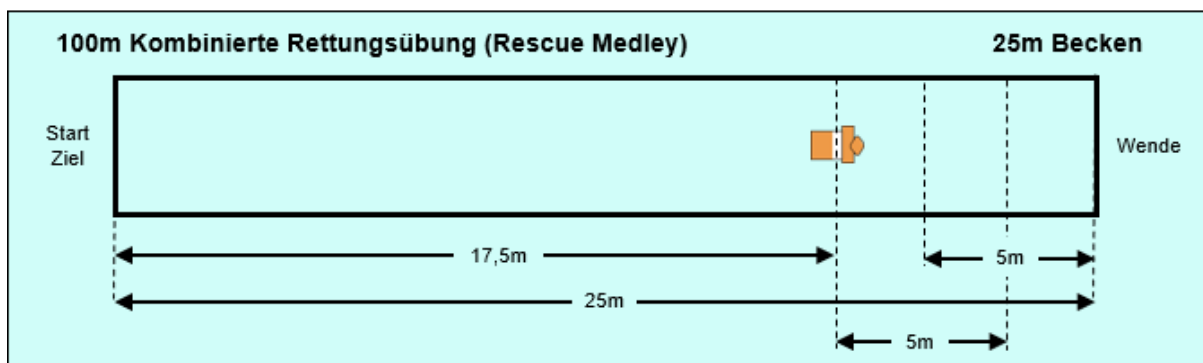 100m Kombinierte Rettungsübung (Rescue Medley)
25m Becken
Start
Ziel
Wende
17,5m
5m
25m
5m